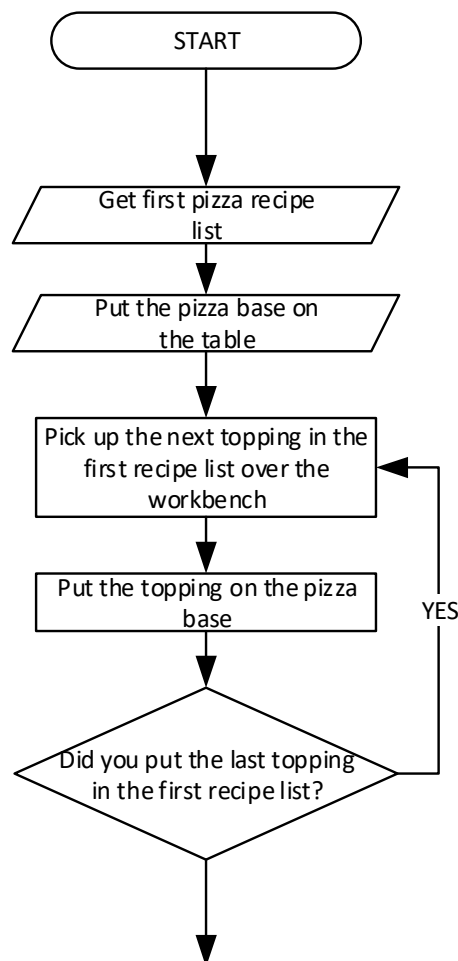 START
Get first pizza recipe
list
Put the pizza base on
the table
Pick up the next topping in the
first recipe list over the
workbench
Put the topping on the pizza
base
YES
Did you put the last topping
in the first recipe list?